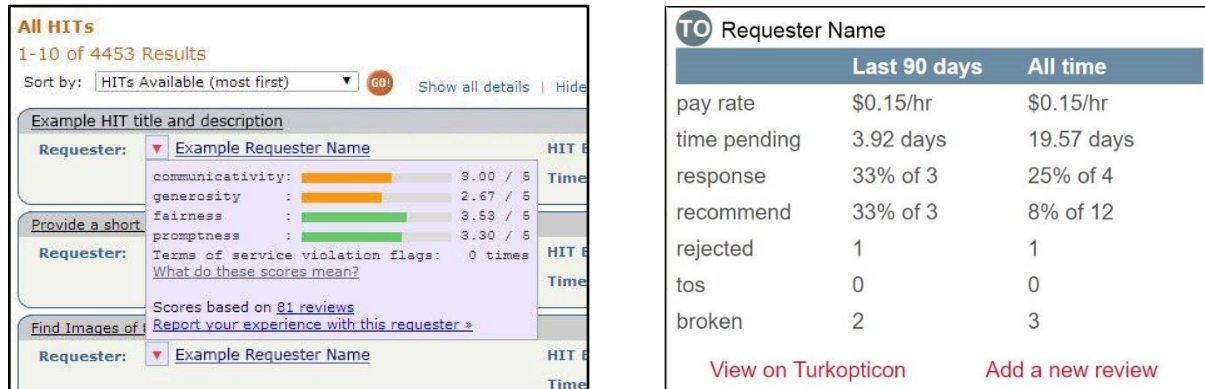 All HITs
1-10 of 4453 Results
Sort by: HITs Available (most first) ▼ GO! Show all details | Hide
Example HIT title and description
Requester: ▼ Example Requester Name HIT
communicativity: 3.00 / 5 Time
generosity : 2.67 / 5
fairness : 3.53 / 5
Provide a short
promptness : 3.30 / 5
Requester: Terms of service violation flags: 0 times HIT
What do these scores mean?
Time
Scores based on 81 reviews
Find Images of
Report your experience with this requester »
Requester: ▼ Example Requester Name HIT
Time
TO Requester Name
Last 90 days All time
pay rate $0.15/hr $0.15/hr
time pending 3.92 days 19.57 days
response 33% of 3 25% of 4
recommend 33% of 3 8% of 12
rejected 1 1
tos 0 0
broken 2 3
View on Turkopticon Add a new review